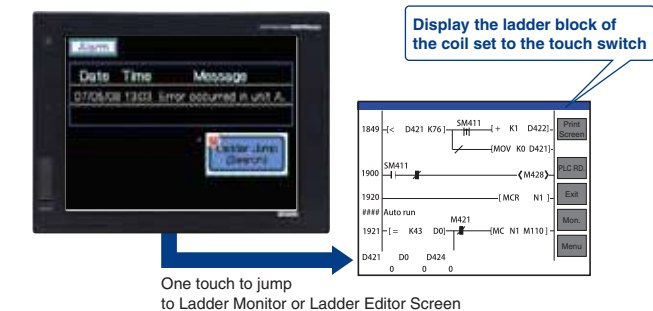 Alarm
Date Time Message
07/06/08 13:03 Error occurred in unit A.
Ladder Jump
(Search)
Display the ladder block of
the coil set to the touch switch
1849 [< D421 K76] SM411 [+ K1 D422]
[MOV K0 D421]
Print
Screen
1900 SM411 (M428)
PLC RD.
1920 [MCR N1 ]
Exit
#### Auto run
1921 [= K43 D0] M421 [MC N1 M110 ]
Mon.
D421 D0 D424
0 0 0
Menu
One touch to jump
to Ladder Monitor or Ladder Editor Screen